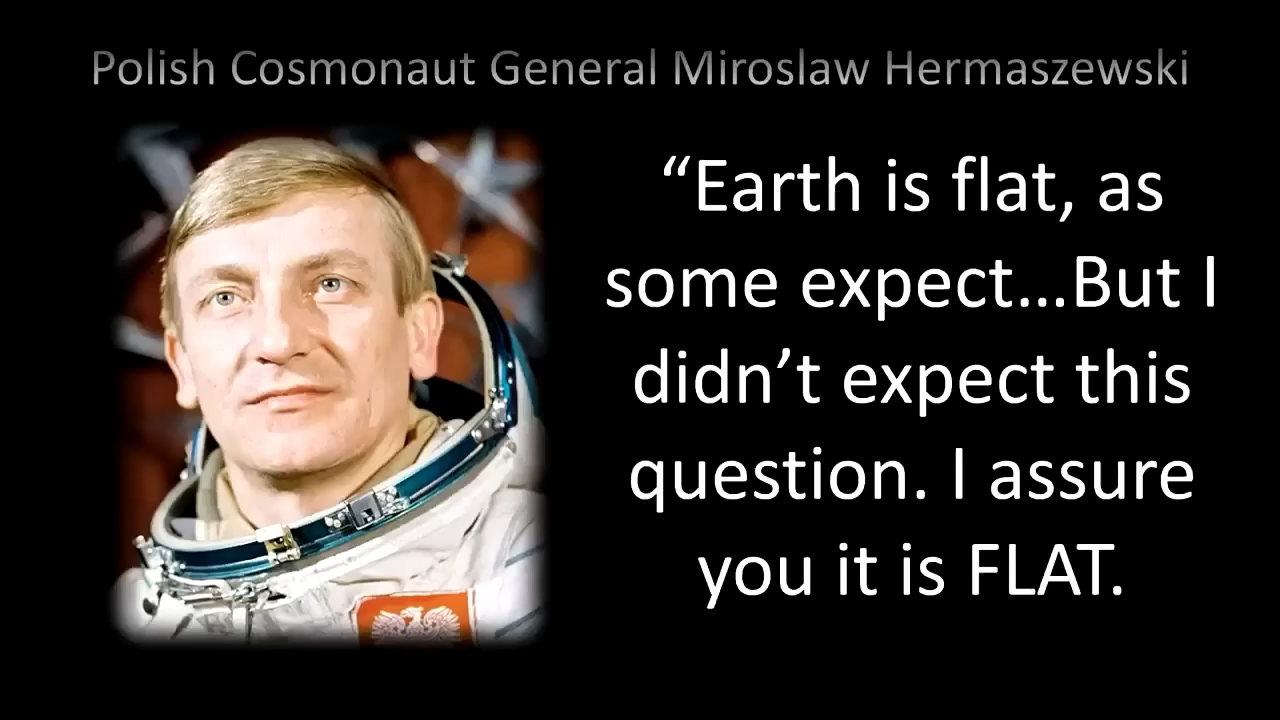 Polish Cosmonaut General Miroslaw Hermaszewski
“Earth is flat, as
some expect...But I
didn’t expect this
question. I assure
you it is FLAT.